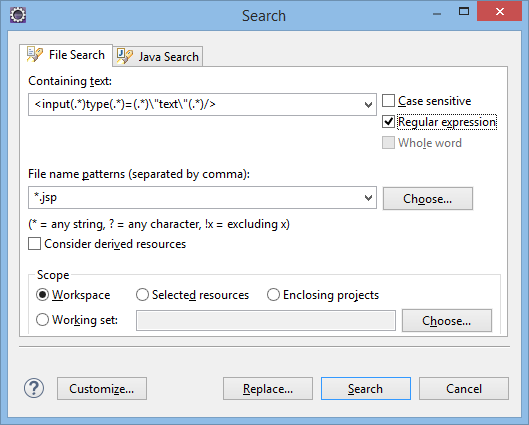 Search
File Search
Java Search
Containing text:
<input(.*)type(.*)=(.*)\"text\"(.*)/>
Case sensitive
Regular expression
Whole word
File name patterns (separated by comma):
*.jsp
Choose...
(* = any string, ? = any character, !x = excluding x)
Consider derived resources
Scope
Workspace
Selected resources
Enclosing projects
Working set:
Choose...
?
Customize...
Replace...
Search
Cancel